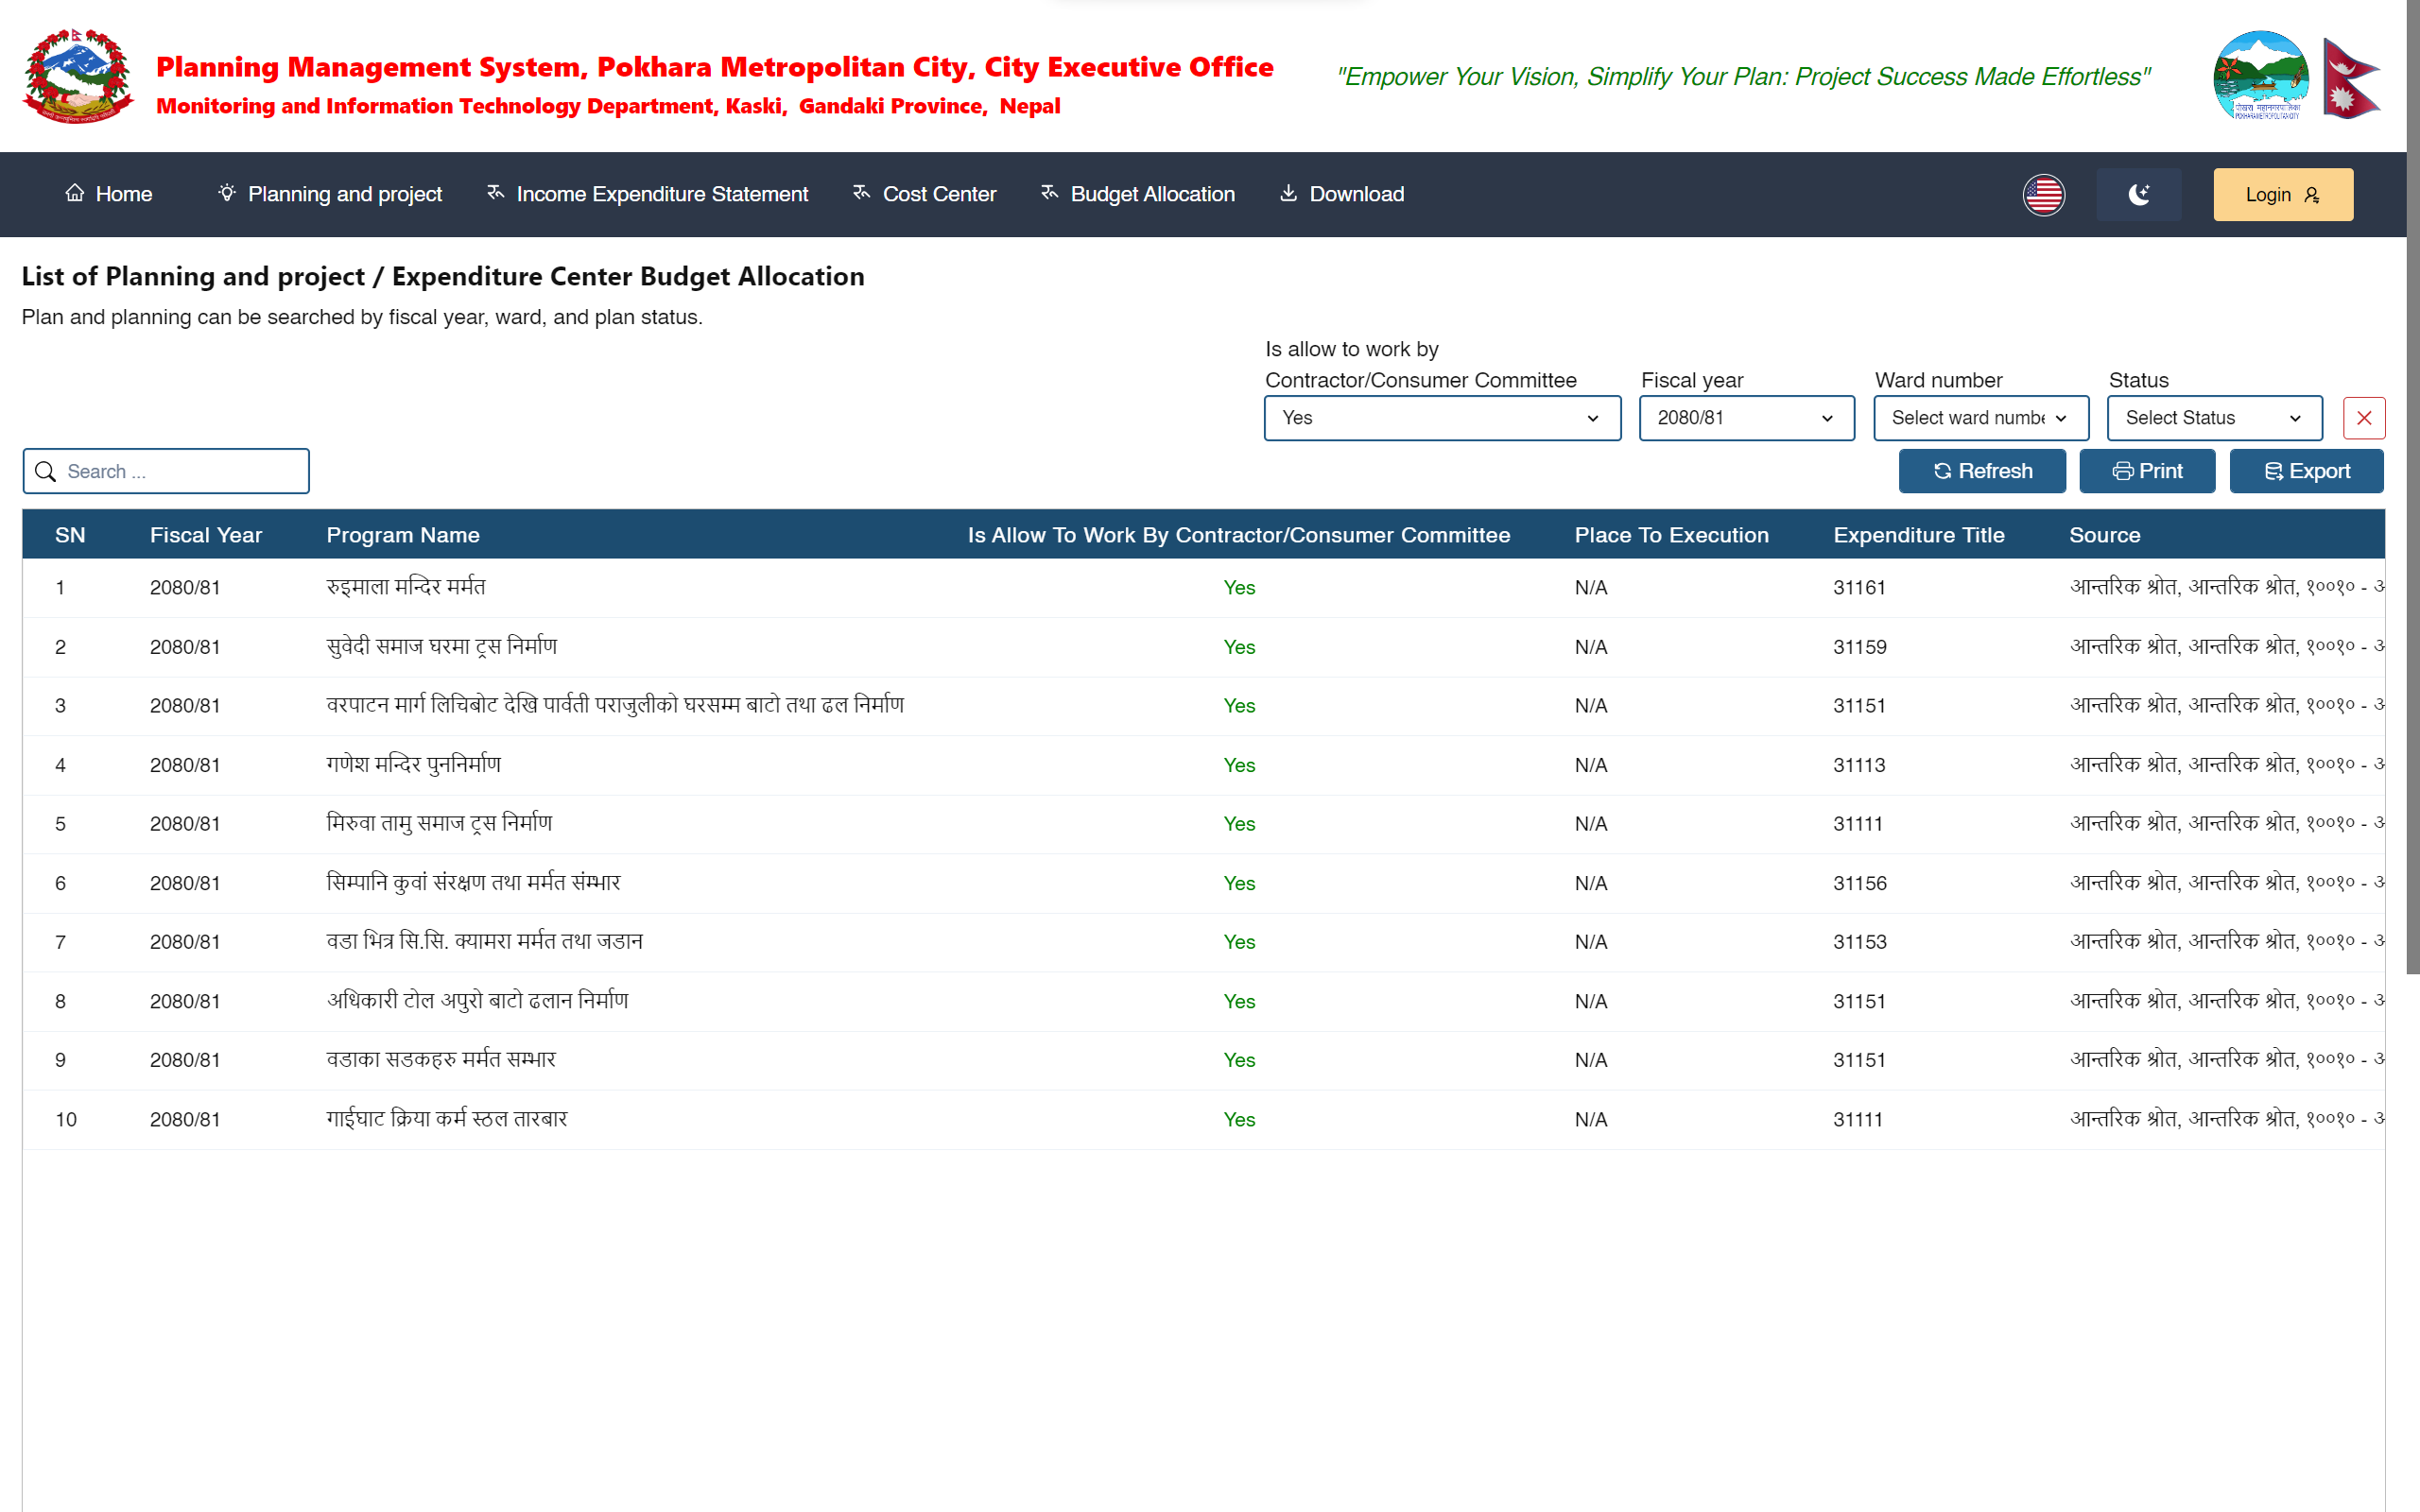 Planning Management System, Pokhara Metropolitan City, City Executive Office
Monitoring and Information Technology Department, Kaski, Gandaki Province, Nepal
"Empower Your Vision, Simplify Your Plan: Project Success Made Effortless"
पोखरा महानगरपालिका
POKHARA METROPOLITAN CITY
Home Planning and project Income Expenditure Statement Cost Center Budget Allocation Download Login
List of Planning and project / Expenditure Center Budget Allocation
Plan and planning can be searched by fiscal year, ward, and plan status.
Is allow to work by
Contractor/Consumer Committee Fiscal year Ward number Status
Yes 2080/81 Select ward numbe Select Status
Search ... Refresh Print Export
SN Fiscal Year Program Name Is Allow To Work By Contractor/Consumer Committee Place To Execution Expenditure Title Source
1 2080/81 रुइमाला मन्दिर मर्मत Yes N/A 31161 आन्तरिक श्रोत, आन्तरिक श्रोत, १००१० -
2 2080/81 सुवेदी समाज घरमा ट्रस निर्माण Yes N/A 31159 आन्तरिक श्रोत, आन्तरिक श्रोत, १००१० -
3 2080/81 वरपाटन मार्ग लिचिबोट देखि पार्वती पराजुलीको घरसम्म बाटो तथा ढल निर्माण Yes N/A 31151 आन्तरिक श्रोत, आन्तरिक श्रोत, १००१० -
4 2080/81 गणेश मन्दिर पुननिर्माण Yes N/A 31113 आन्तरिक श्रोत, आन्तरिक श्रोत, १००१० -
5 2080/81 मिरुवा तामु समाज ट्रस निर्माण Yes N/A 31111 आन्तरिक श्रोत, आन्तरिक श्रोत, १००१० -
6 2080/81 सिम्पानि कुवां संरक्षण तथा मर्मत संम्भार Yes N/A 31156 आन्तरिक श्रोत, आन्तरिक श्रोत, १००१० -
7 2080/81 वडा भित्र सि.सि. क्यामरा मर्मत तथा जडान Yes N/A 31153 आन्तरिक श्रोत, आन्तरिक श्रोत, १००१० -
8 2080/81 अधिकारी टोल अपुरो बाटो ढलान निर्माण Yes N/A 31151 आन्तरिक श्रोत, आन्तरिक श्रोत, १००१० -
9 2080/81 वडाका सडकहरु मर्मत सम्भार Yes N/A 31151 आन्तरिक श्रोत, आन्तरिक श्रोत, १००१० -
10 2080/81 गाईघाट क्रिया कर्म स्ठल तारबार Yes N/A 31111 आन्तरिक श्रोत, आन्तरिक श्रोत, १००१० -